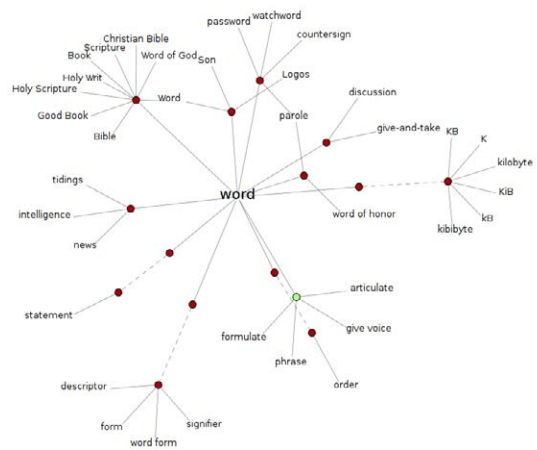 watchword
password
Christian Bible
countersign
Scripture
Book
Word of God
Son
Logos
Holy Writ
Holy Scripture
Word
discussion
Good Book
parole
give-and-take
KB
K
Bible
kilobyte
tidings
word
KiB
intelligence
word of honor
kB
kibibyte
news
articulate
statement
give voice
formulate
phrase
order
descriptor
form
signifier
word form